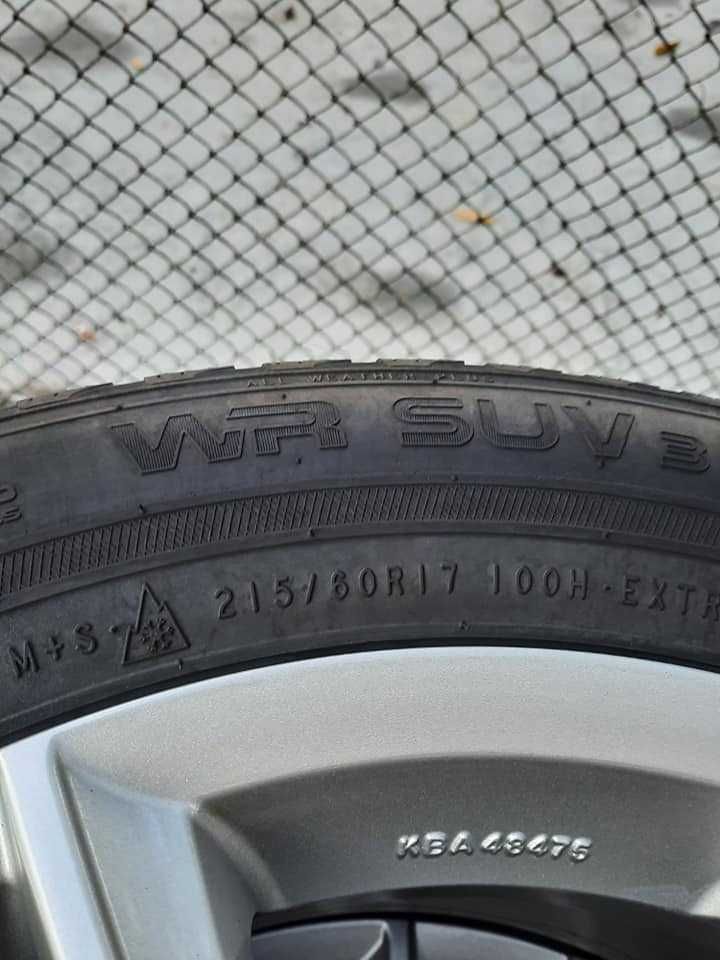 ALL WEATHER PLUS
WR SUV 3
M+S 215/60R17 100H·EXTR
KBA 48475